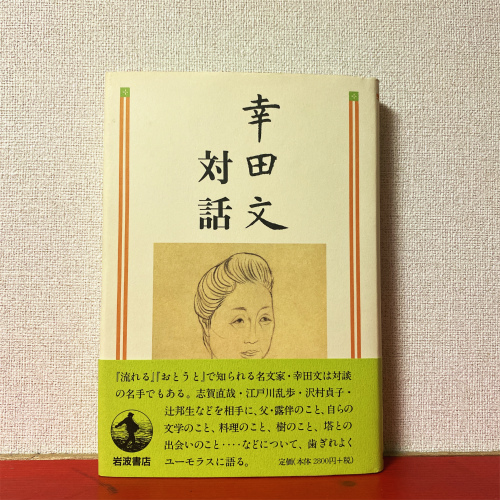 幸田文
対話
『流れる』『おとうと』で知られる名文家・幸田文は対談
の名手でもある。志賀直哉・江戸川乱歩・沢村貞子・
辻邦生などを相手に、父・露伴のこと、自らの
文学のこと、料理のこと、樹のこと、塔との
出会いのこと‥‥などについて、歯ぎれよく
ユーモラスに語る。
定価(本体 2800円+税)
岩波書店